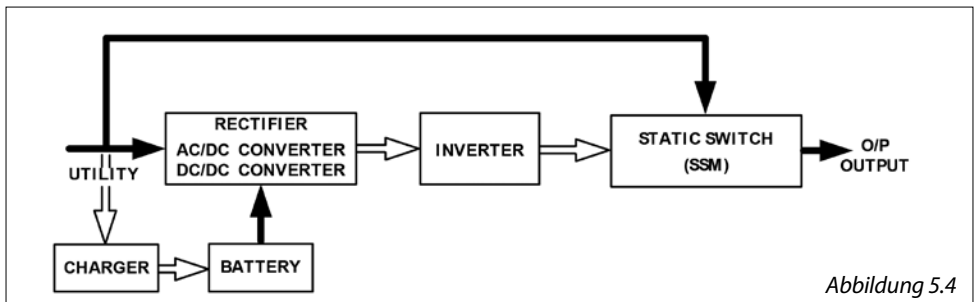 RECTIFIER
AC/DC CONVERTER
DC/DC CONVERTER
INVERTER
STATIC SWITCH
(SSM)
O/P
OUTPUT
UTILITY
CHARGER
BATTERY
Abbildung 5.4